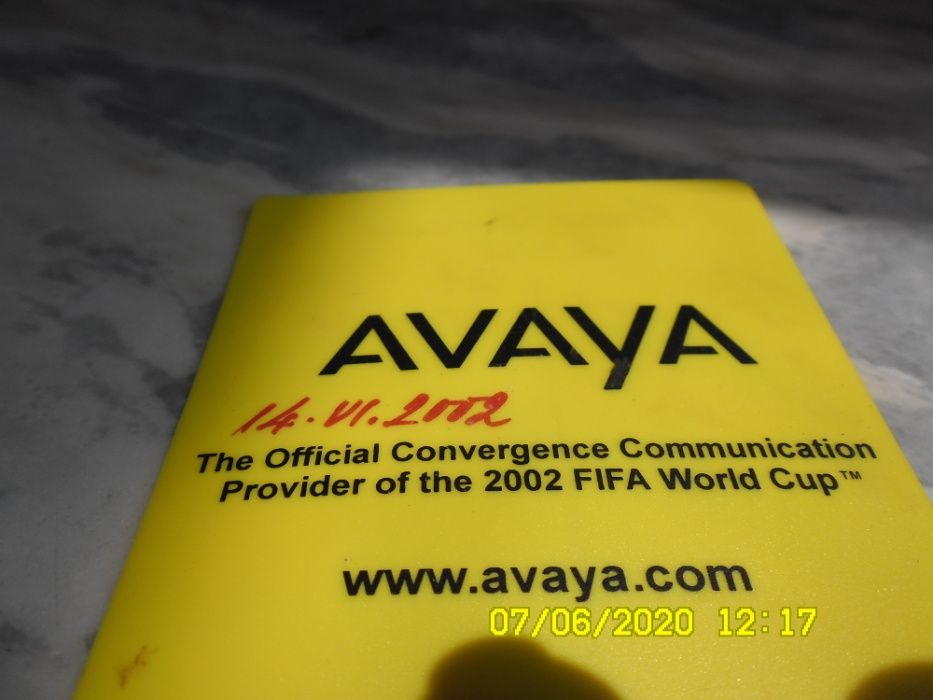 AVAYA
14.VI.2002
The Official Convergence Communication
Provider of the 2002 FIFA World Cup™
www.avaya.com
07/06/2020 12:17